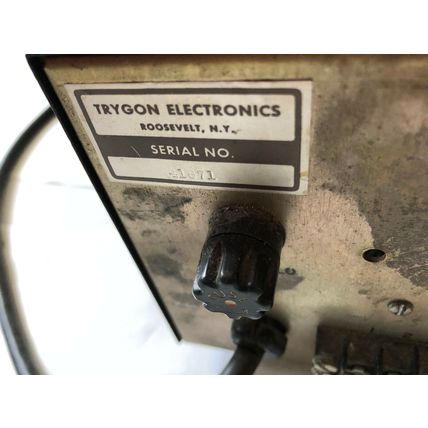 TRYGON ELECTRONICS
ROOSEVELT, N.Y.
SERIAL NO.